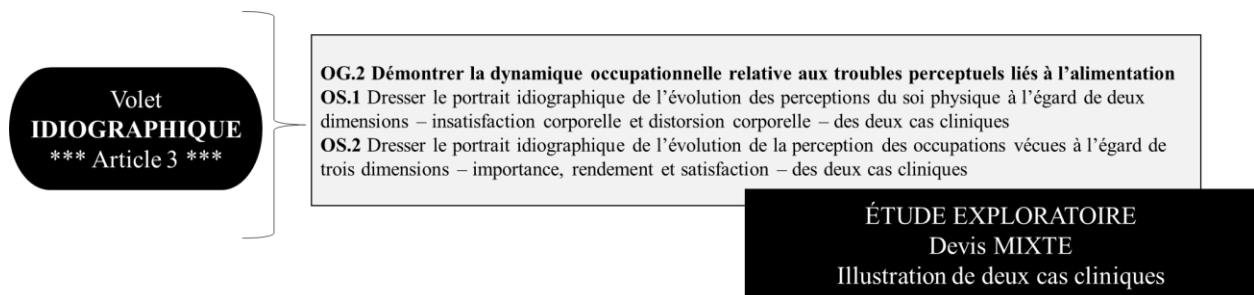 Volet
IDIOGRAPHIQUE
*** Article 3 ***
OG.2 Démontrer la dynamique occupationnelle relative aux troubles perceptuels liés à l'alimentation
OS.1 Dresser le portrait idiographique de l'évolution des perceptions du soi physique à l'égard de deux
dimensions – insatisfaction corporelle et distorsion corporelle – des deux cas cliniques
OS.2 Dresser le portrait idiographique de l'évolution de la perception des occupations vécues à l'égard de
trois dimensions – importance, rendement et satisfaction – des deux cas cliniques
ÉTUDE EXPLORATOIRE
Devis MIXTE
Illustration de deux cas cliniques